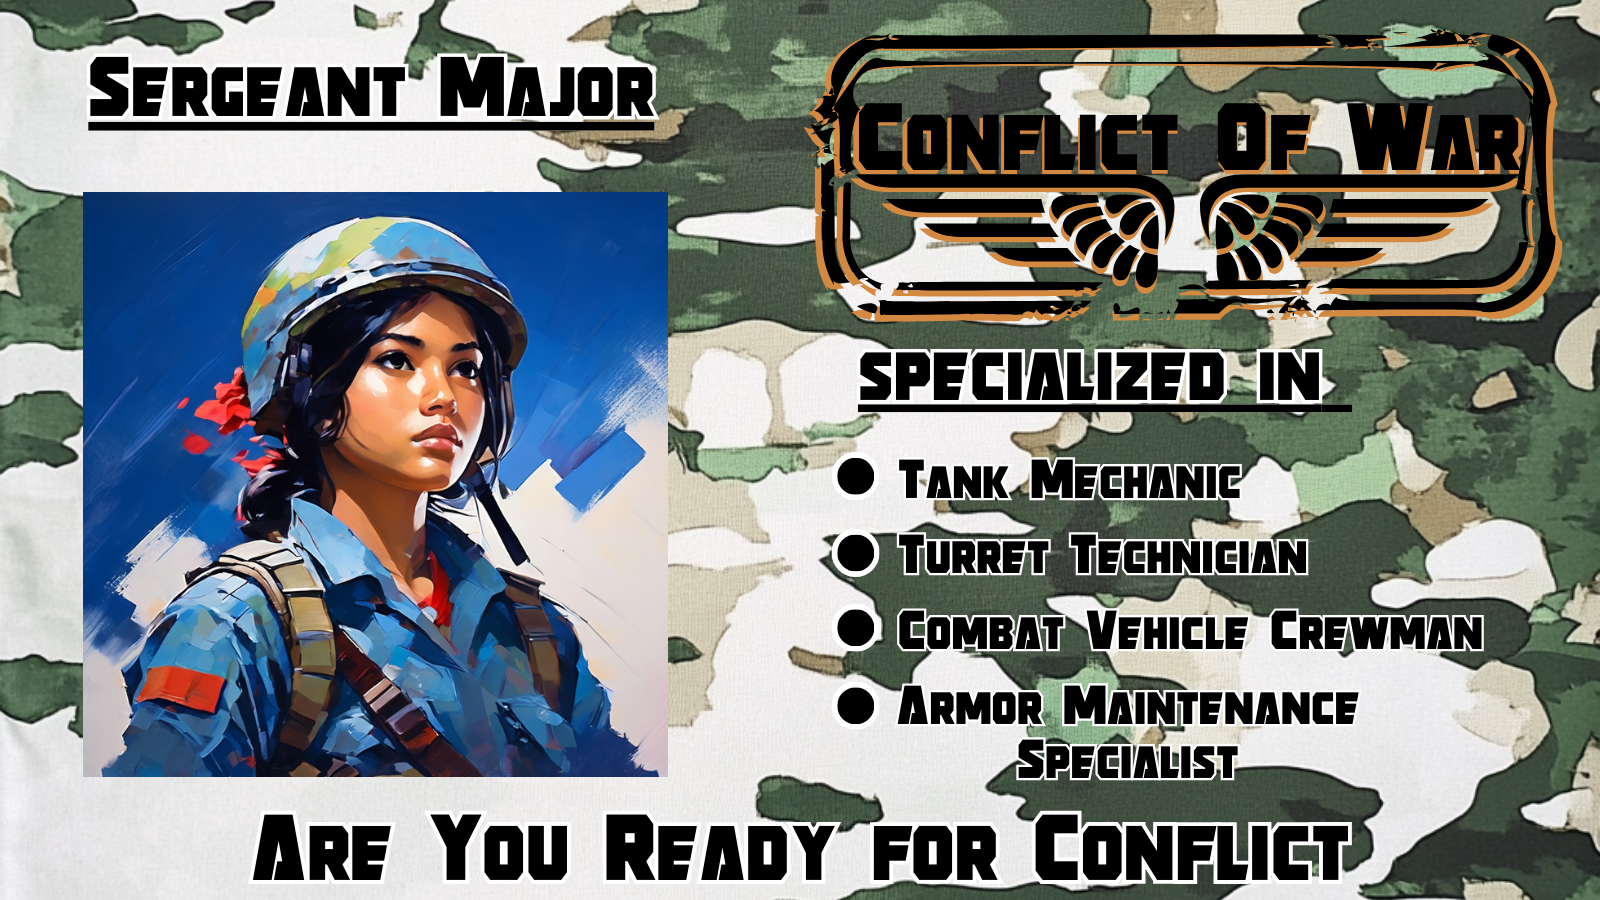 Sergeant Major
Conflict Of War
SPECIALIZED IN
Tank Mechanic
Turret Technician
Combat Vehicle Crewman
Armor Maintenance
Specialist
Are You Ready for Conflict